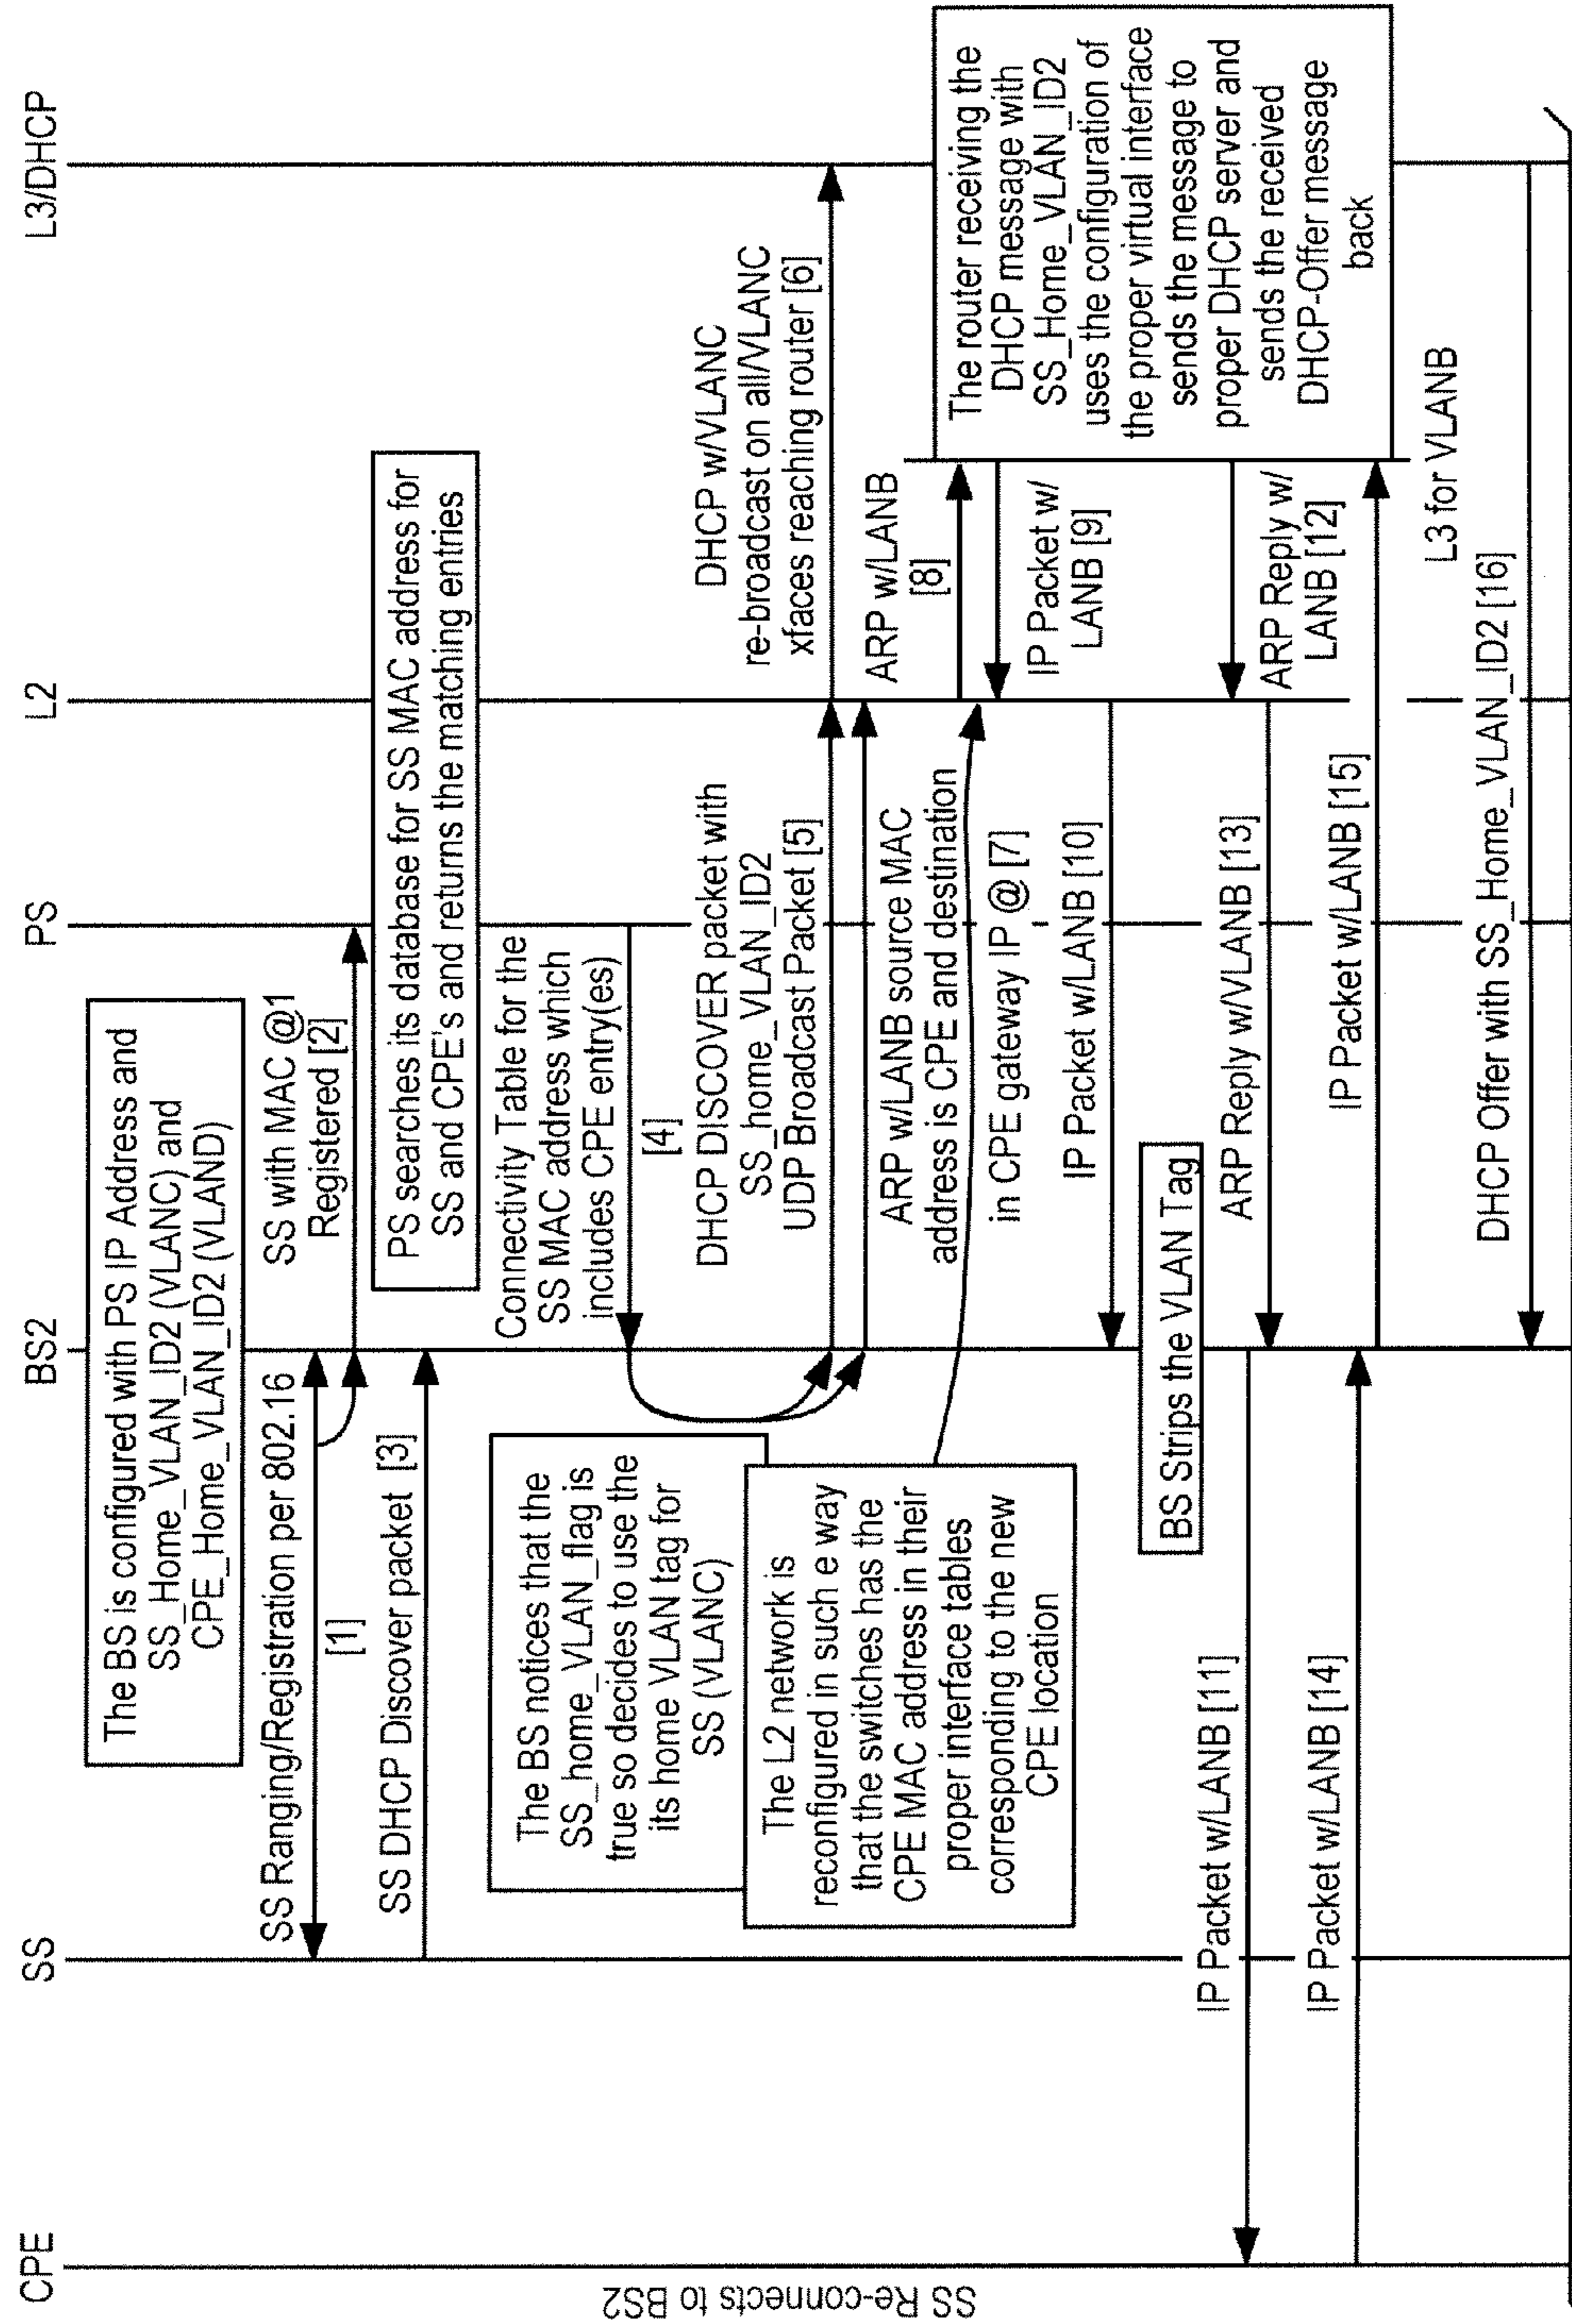 CPE
SS
BS2
PS
L2
L3/DHCP
SS Re-connects to BS2
The BS is configured with PS IP Address and
SS_Home_VLAN_ID2 (VLANC) and
CPE_Home_VLAN_ID2 (VLAND)
SS Ranging/Registration per 802.16
[1]
SS with MAC @1
Registered [2]
SS DHCP Discover packet [3]
PS searches its database for SS MAC address for
SS and CPE's and returns the matching entries
Connectivity Table for the
SS MAC address which
includes CPE entry(es)
[4]
The BS notices that the
SS_home_VLAN_flag is
true so decides to use the
its home VLAN tag for
SS (VLANC)
DHCP DISCOVER packet with
SS_home_VLAN_ID2
UDP Broadcast Packet [5]
DHCP w/VLANC
re-broadcast on all/VLANC
xfaces reaching router [6]
The L2 network is
reconfigured in such e way
that the switches has the
CPE MAC address in their
proper interface tables
corresponding to the new
CPE location
ARP w/LANB source MAC
address is CPE and destination
in CPE gateway IP @ [7]
ARP w/LANB
[8]
The router receiving the
DHCP message with
SS_Home_VLAN_ID2
uses the configuration of
the proper virtual interface
sends the message to
proper DHCP server and
sends the received
DHCP-Offer message
back
IP Packet w/
LANB [9]
IP Packet w/LANB [10]
BS Strips the VLAN Tag
IP Packet w/LANB [11]
ARP Reply w/
LANB [12]
ARP Reply w/VLANB [13]
IP Packet w/LANB [14]
IP Packet w/LANB [15]
L3 for VLANB
DHCP Offer with SS_Home_VLAN_ID2 [16]